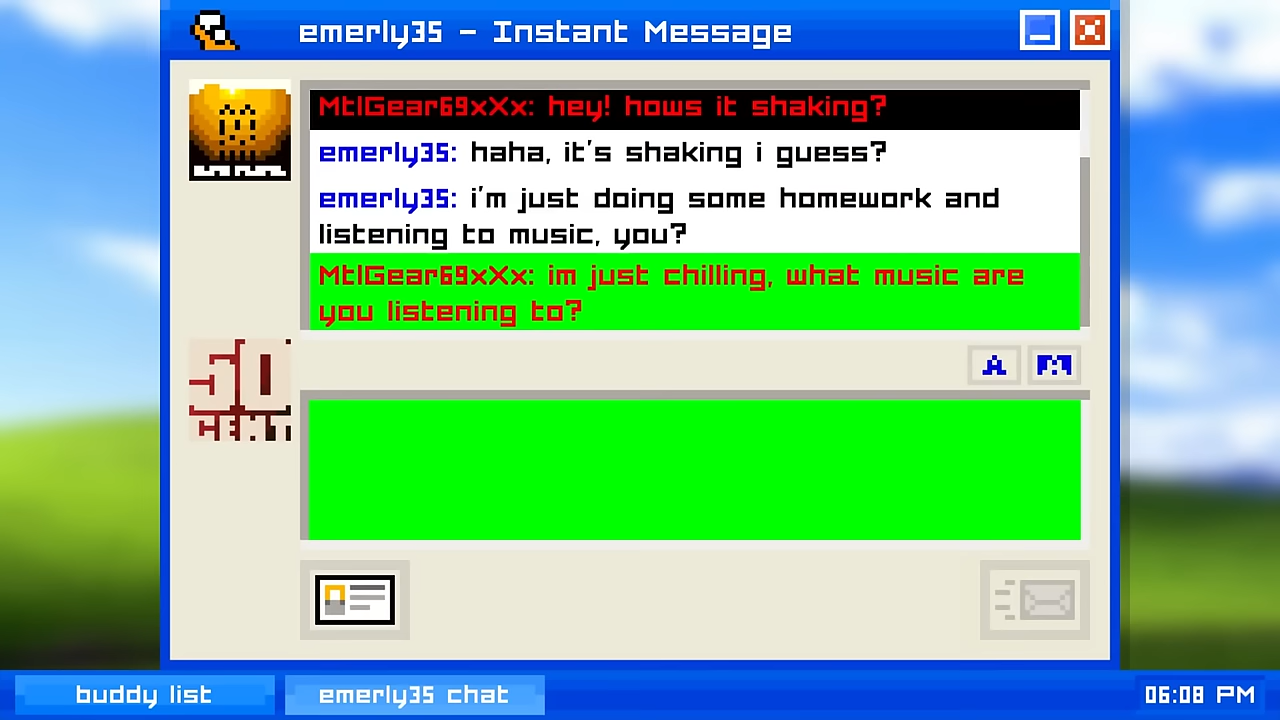 emerly35 - Instant Message
MtlGear69xXx: hey! hows it shaking?
emerly35: haha, it's shaking i guess?
emerly35: i'm just doing some homework and
listening to music, you?
MtlGear69xXx: im just chilling, what music are
you listening to?
50
CENT
A
A
buddy list
emerly35 chat
06:08 PM